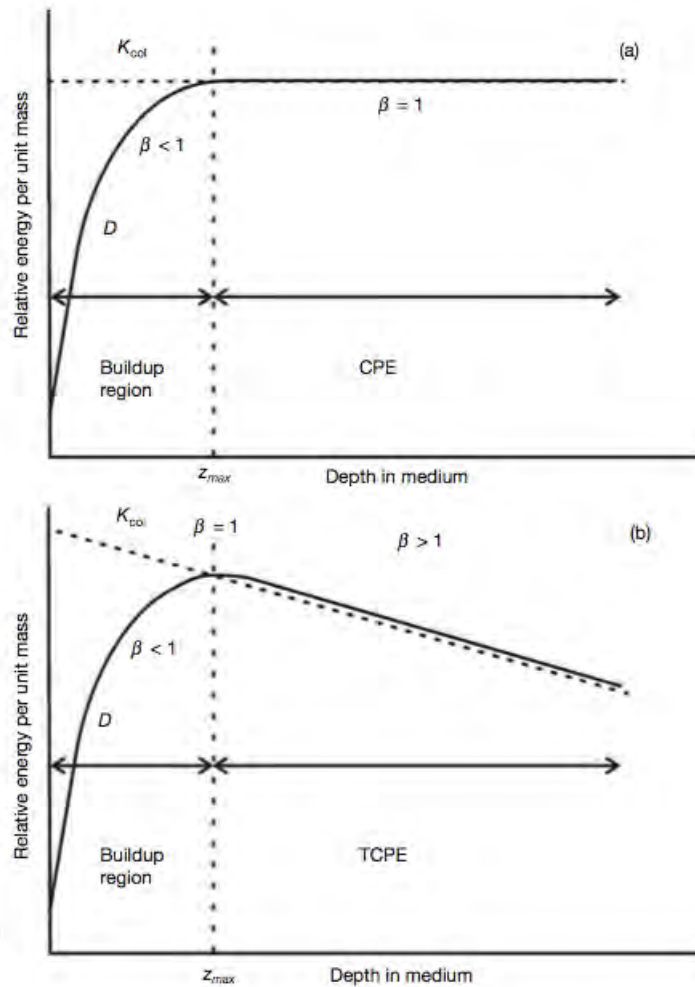 K_col
(a)
β = 1
β < 1
D
Relative energy per unit mass
Buildup
region
CPE
z_max
Depth in medium
K_col
β = 1
β > 1
(b)
β < 1
D
Relative energy per unit mass
Buildup
region
TCPE
z_max
Depth in medium